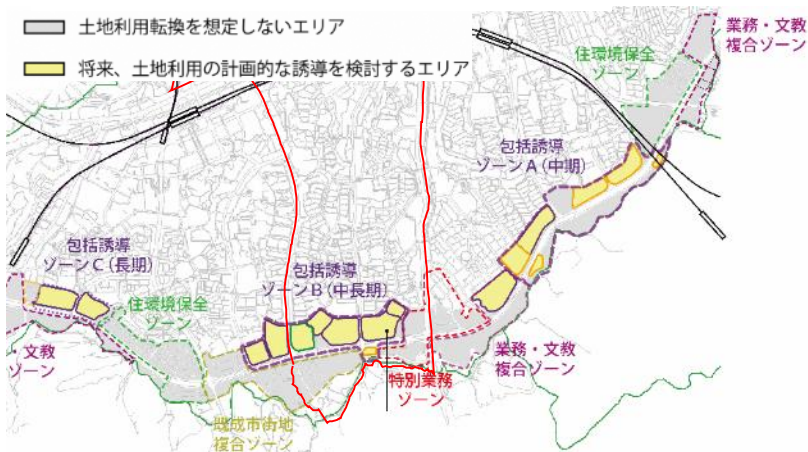 土地利用転換を想定しないエリア
将来、土地利用の計画的な誘導を検討するエリア
業務・文教
複合ゾーン
住環境保全
ゾーン
包括誘導
ゾーンA（中期）
包括誘導
ゾーンC（長期）
包括誘導
ゾーンB（中長期）
住環境保全
ゾーン
・文教
ゾーン
業務・文教
複合ゾーン
特別業務
ゾーン
既成市街地
複合ゾーン